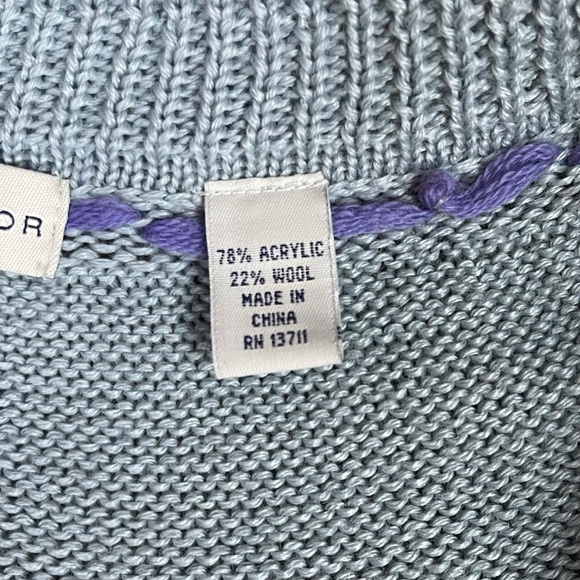 OR
78% ACRYLIC
22% WOOL
MADE IN
CHINA
RN 13711